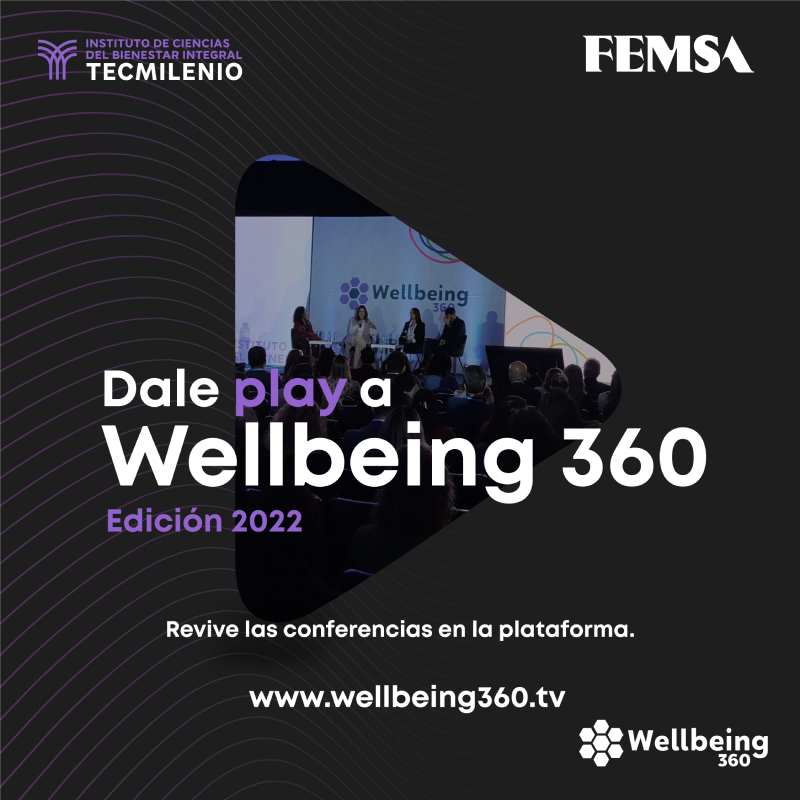 INSTITUTO DE CIENCIAS
DEL BIENESTAR INTEGRAL
TECMILENIO
FEMSA
Wellbeing
360
Dale play a
Wellbeing 360
Edición 2022
Revive las conferencias en la plataforma.
www.wellbeing360.tv
Wellbeing
360